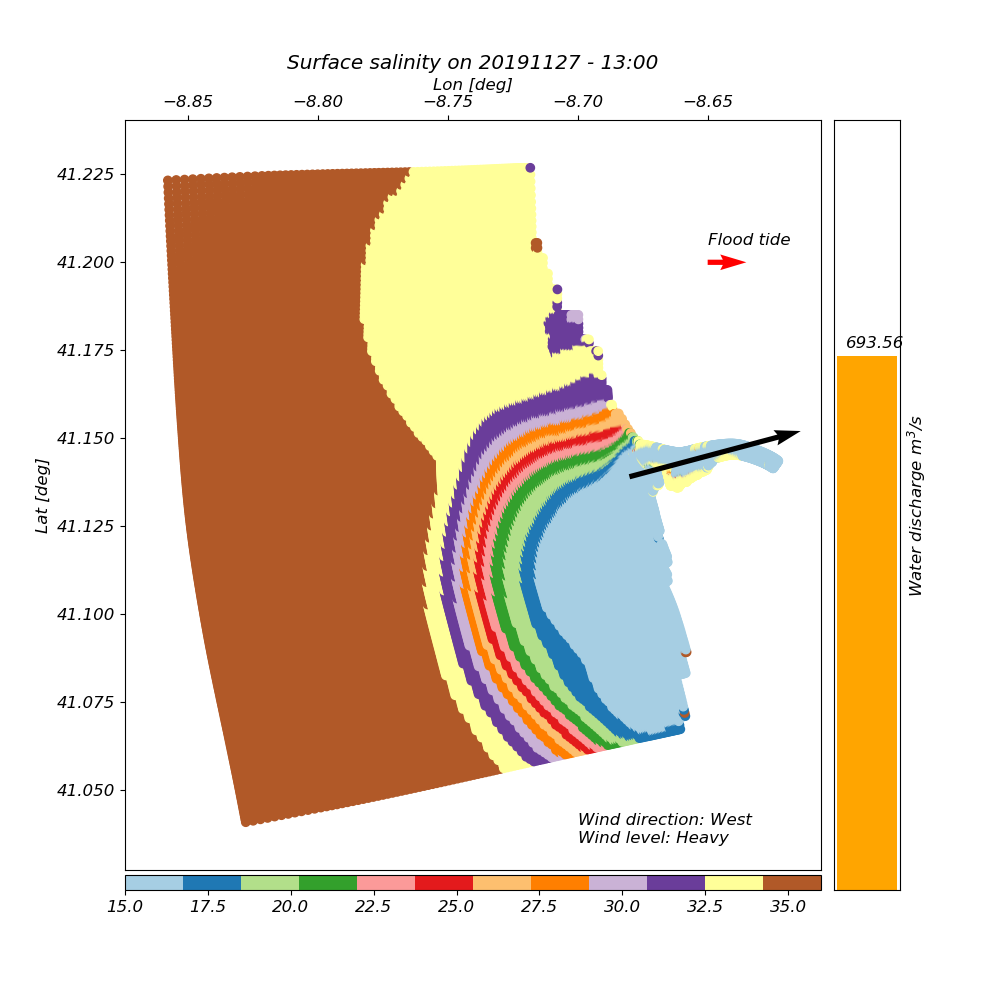 Surface salinity on 20191127 - 13:00
Lon [deg]
−8.85 −8.80 −8.75 −8.70 −8.65
41.225
41.200
41.175
41.150
41.125
41.100
41.075
41.050
Lat [deg]
Flood tide
693.56
Water discharge m³/s
Wind direction: West
Wind level: Heavy
15.0 17.5 20.0 22.5 25.0 27.5 30.0 32.5 35.0